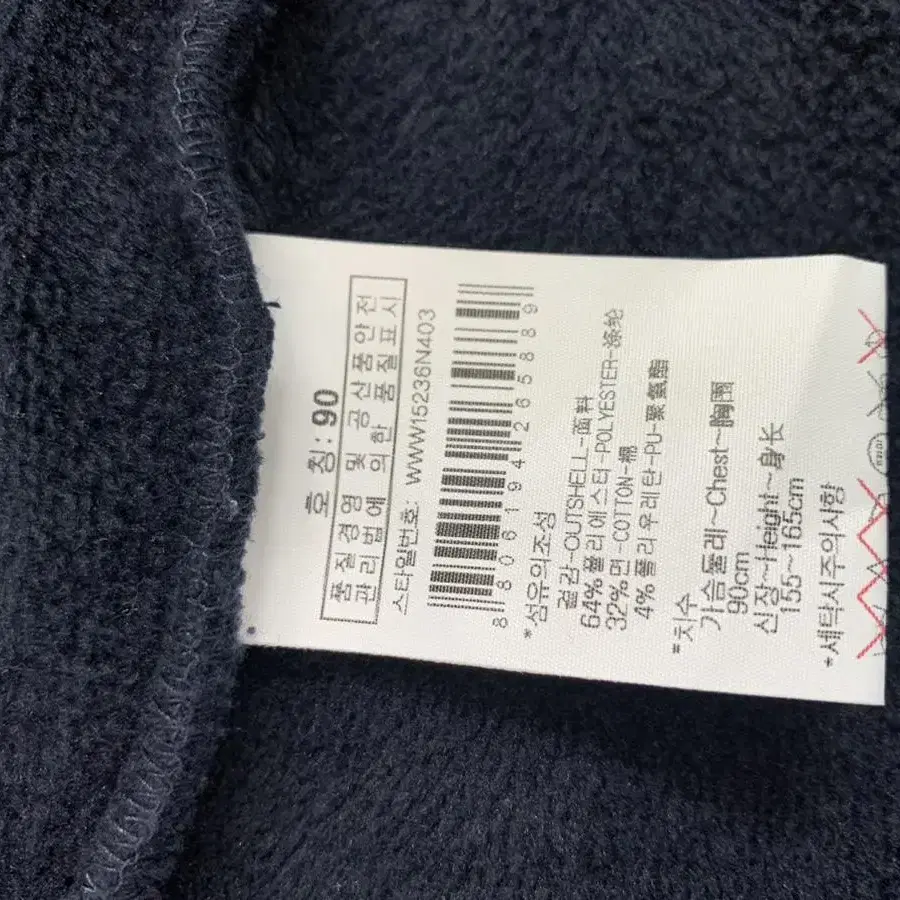 호 칭: 90
품 질 경 영 및 공 산 품 안 전
관 리 법 에 의 한 품 질 표 시
스타일번호: WWW15236N403
8806194265889
*섬유의조성
겉감-OUTSHELL-面料
64%폴리에스터-POLYESTER-涤纶
32%면-COTTON-棉
4%폴리우레탄-PU-聚氨酯
*치수
가슴둘레~Chest~胸围
90cm
신장~Height~身长
155~165cm
*세탁시주의사항